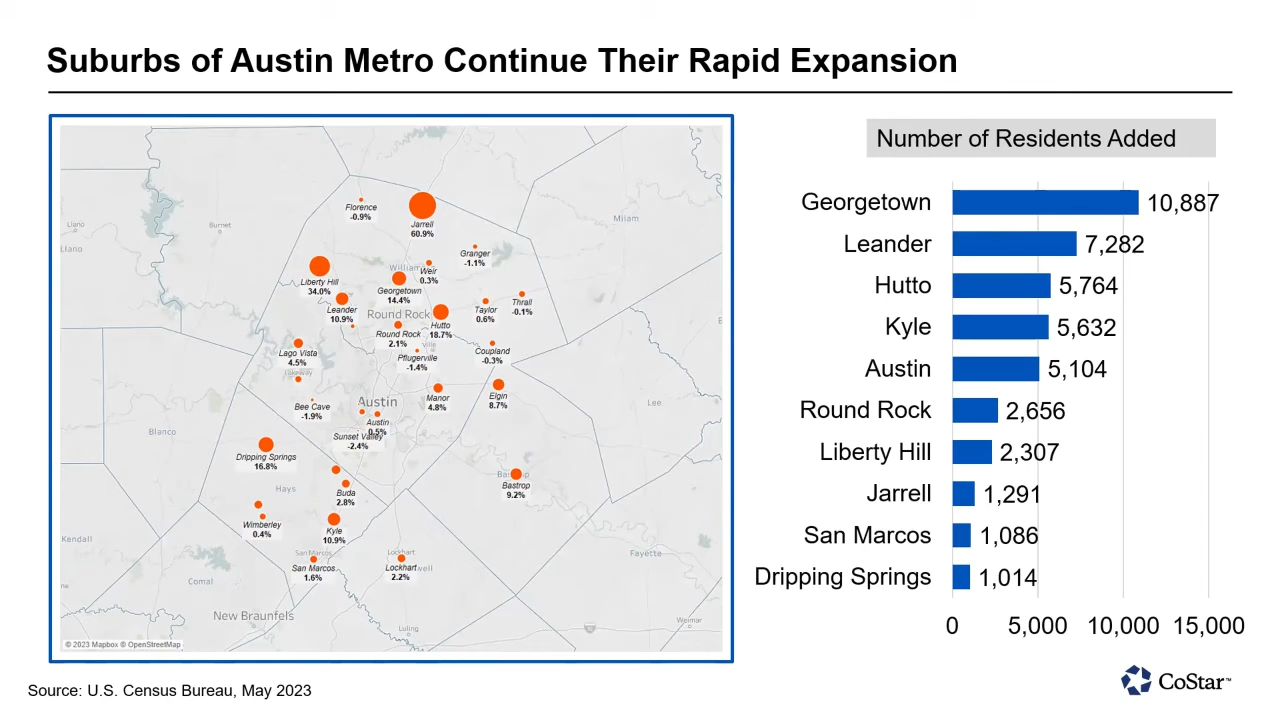 Suburbs of Austin Metro Continue Their Rapid Expansion
Florence
-0.9%
Jarrell
60.9%
Milam
Llano
Llano
Burnet
Granger
-1.1%
Weir
0.3%
Liberty Hill
34.0%
Georgetown
14.4%
Leander
10.9%
Round Rock
Round Rock
2.1%
Hutto
18.7%
Taylor
0.6%
Thrall
-0.1%
Pflugerville
-1.4%
Coupland
-0.3%
Lago Vista
4.5%
Lakeway
Bee Cave
-1.9%
Austin
Austin
0.5%
Sunset Valley
-2.4%
Manor
4.8%
Elgin
8.7%
Lee
Blanco
Dripping Springs
16.8%
Hays
Buda
2.8%
Bastrop
9.2%
Wimberley
0.4%
Kyle
10.9%
Kendall
Comal
San Marcos
San Marcos
1.6%
Lockhart
Lockhart
2.2%
Fayette
New Braunfels
Luling
Weimar
© 2023 Mapbox © OpenStreetMap
Number of Residents Added
Georgetown 10,887
Leander 7,282
Hutto 5,764
Kyle 5,632
Austin 5,104
Round Rock 2,656
Liberty Hill 2,307
Jarrell 1,291
San Marcos 1,086
Dripping Springs 1,014
0 5,000 10,000 15,000
Source: U.S. Census Bureau, May 2023
CoStar™